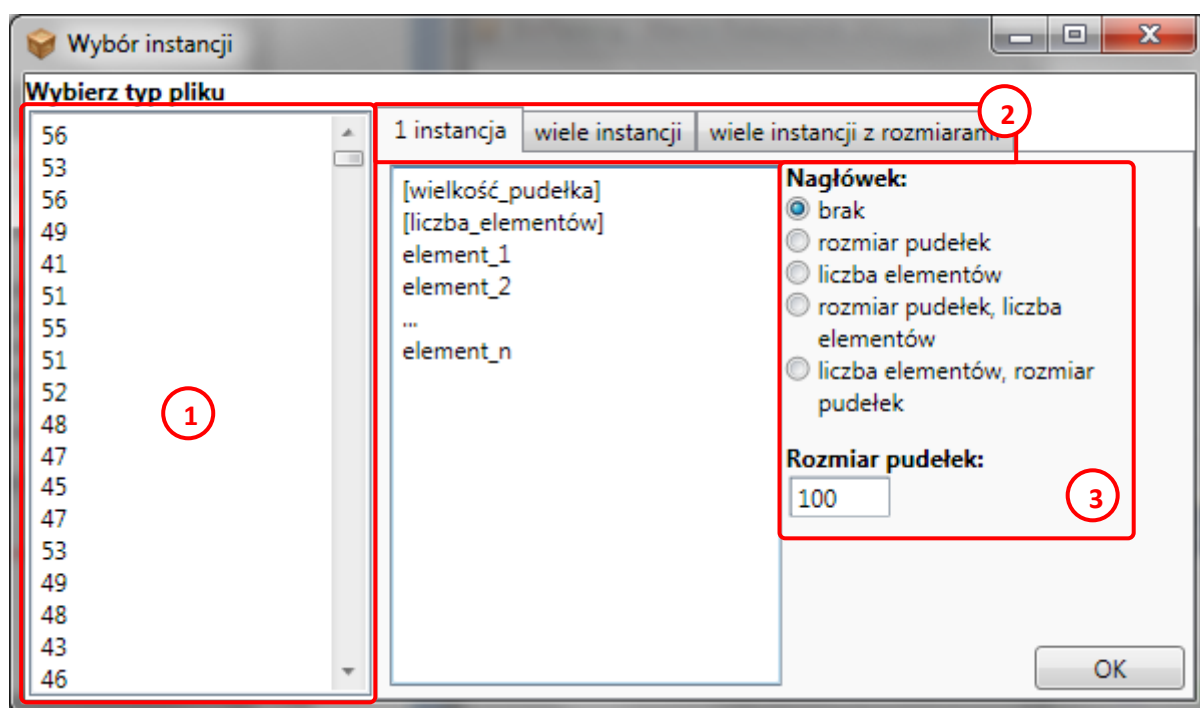 Wybór instancji
Wybierz typ pliku
56
53
56
49
41
51
55
51
52
48
47
45
47
53
49
48
43
46
1
1 instancja
wiele instancji
wiele instancji z rozmiarami
2
[wielkość_pudełka]
[liczba_elementów]
element_1
element_2
...
element_n
Nagłówek:
brak
rozmiar pudełek
liczba elementów
rozmiar pudełek, liczba
elementów
liczba elementów, rozmiar
pudełek
Rozmiar pudełek:
100
3
OK